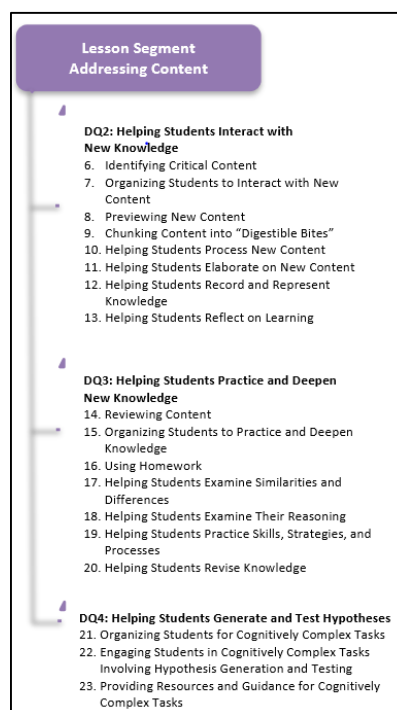 Lesson Segment
Addressing Content
DQ2: Helping Students Interact with
New Knowledge
6. Identifying Critical Content
7. Organizing Students to Interact with New
Content
8. Previewing New Content
9. Chunking Content into “Digestible Bites”
10. Helping Students Process New Content
11. Helping Students Elaborate on New Content
12. Helping Students Record and Represent
Knowledge
13. Helping Students Reflect on Learning
DQ3: Helping Students Practice and Deepen
New Knowledge
14. Reviewing Content
15. Organizing Students to Practice and Deepen
Knowledge
16. Using Homework
17. Helping Students Examine Similarities and
Differences
18. Helping Students Examine Their Reasoning
19. Helping Students Practice Skills, Strategies, and
Processes
20. Helping Students Revise Knowledge
DQ4: Helping Students Generate and Test Hypotheses
21. Organizing Students for Cognitively Complex Tasks
22. Engaging Students in Cognitively Complex Tasks
Involving Hypothesis Generation and Testing
23. Providing Resources and Guidance for Cognitively
Complex Tasks